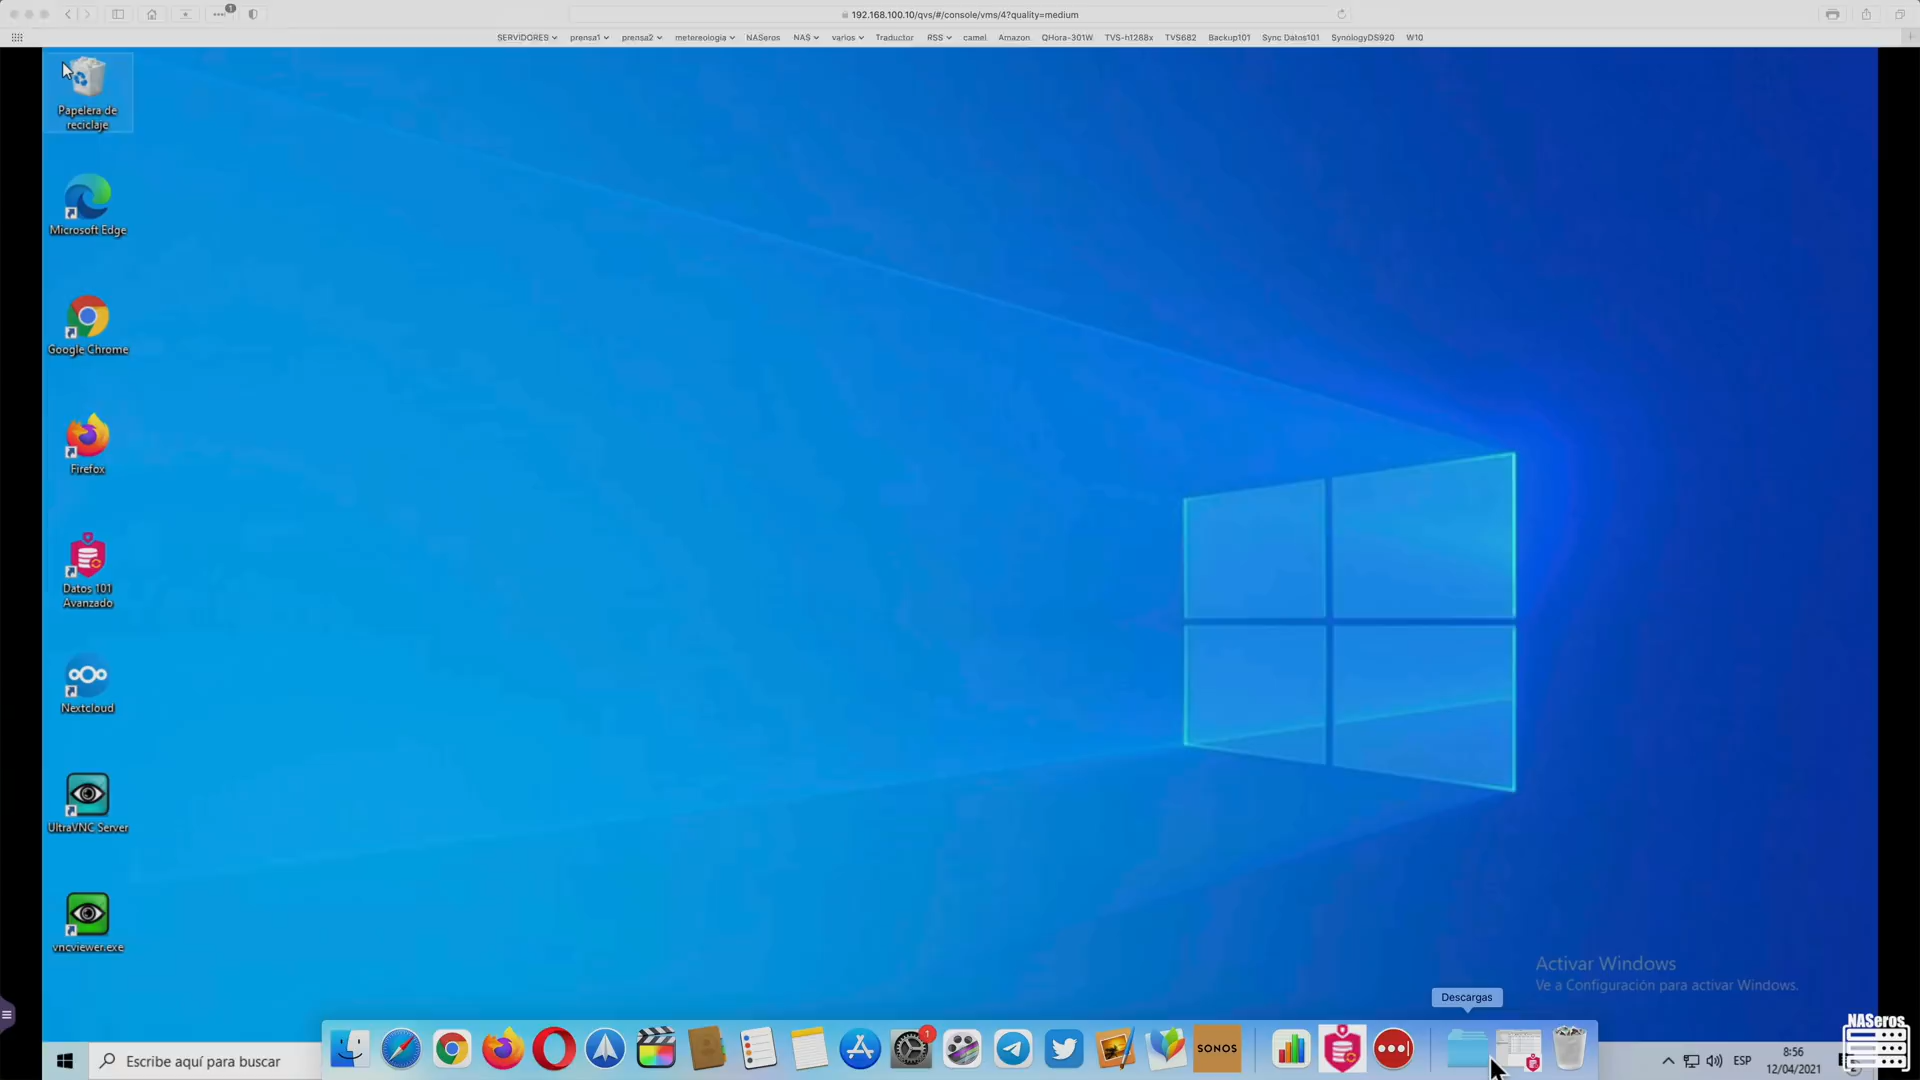 1
192.168.100.10/qvs/#/console/vms/4?quality=medium
SERVIDORES prensa1 prensa2 metereologia NASeros NAS varios Traductor RSS camel Amazon QHora-301W TVS-h1288x TVS682 Backup101 Sync Datos101 SynologyDS920 W10
Papelera de
reciclaje
Microsoft Edge
Google Chrome
Firefox
Datos 101
Avanzado
Nextcloud
UltraVNC Server
vncviewer.exe
Activar Windows
Ve a Configuración para activar Windows.
Descargas
1
SONOS
Escribe aquí para buscar
ESP
8:56
12/04/2021
NASeros